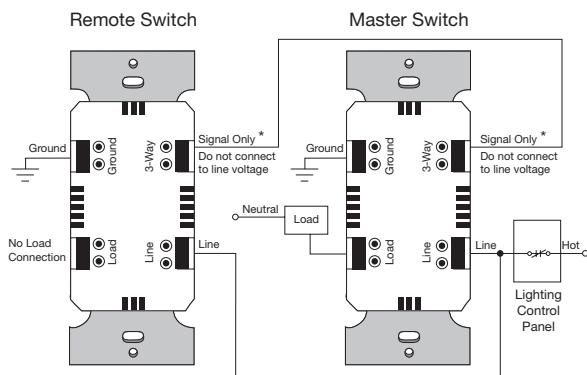 Remote Switch
Master Switch
Ground
Ground
3-Way
Signal Only *
Do not connect
to line voltage
No Load
Connection
Load
Line
Line
Neutral
Load
Ground
Ground
3-Way
Signal Only *
Do not connect
to line voltage
Load
Line
Line
Hot
Lighting
Control
Panel